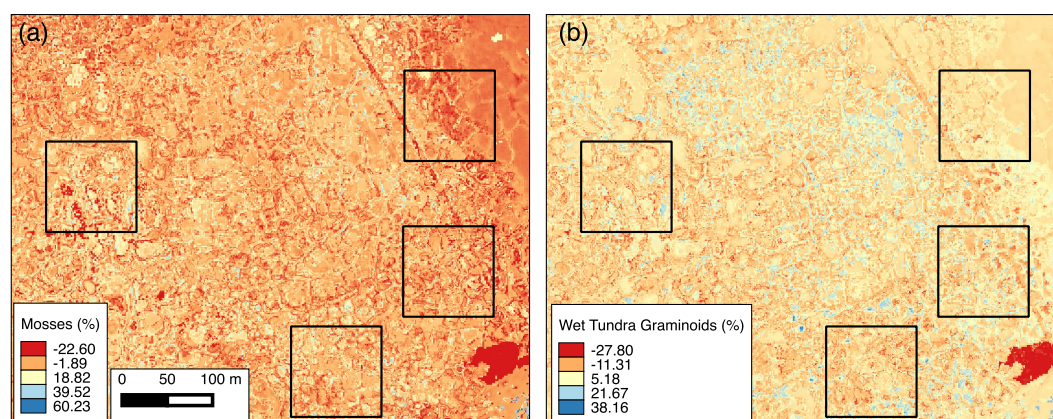 (a)
Mosses (%)
-22.60
-1.89
18.82
39.52
60.23
0 50 100 m
(b)
Wet Tundra Graminoids (%)
-27.80
-11.31
5.18
21.67
38.16